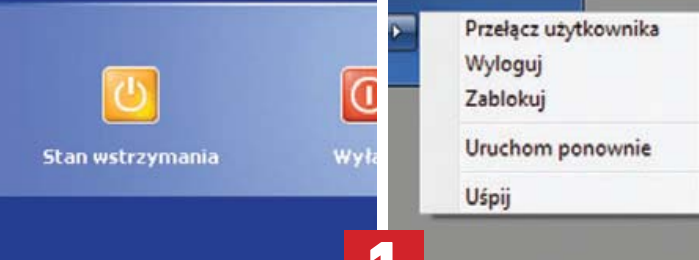 Stan wstrzymania
Przełącz użytkownika
Wyloguj
Zablokuj
Uruchom ponownie
Uśpij
1